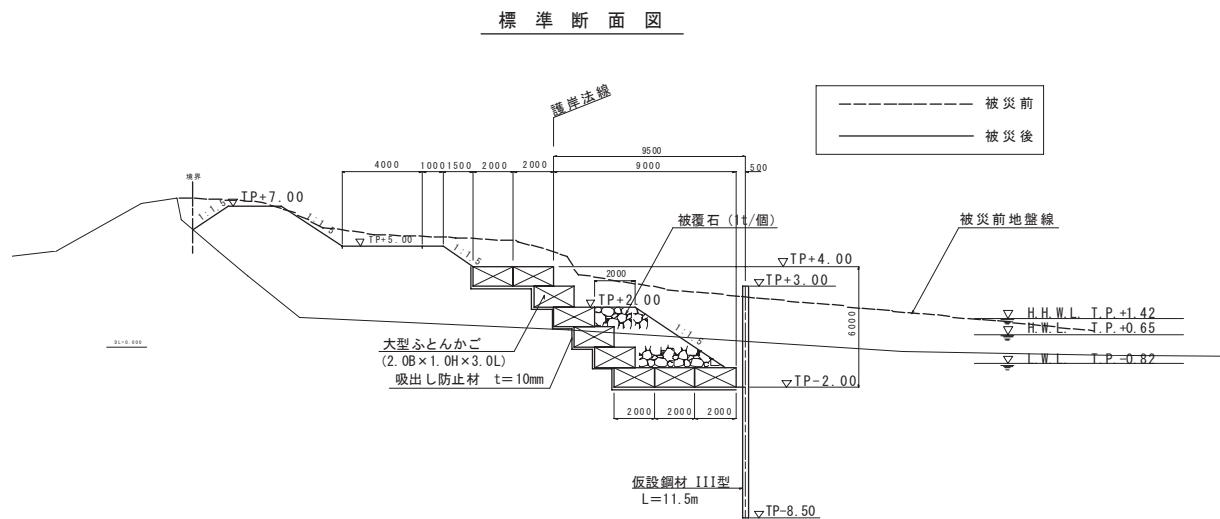 標準断面図
護岸法線
被災前
被災後
9500
4000
1000
1500
2000
2000
9000
500
境界
1:1.5
TP+7.00
1:1.5
TP+5.00
1:1.5
被覆石(1t/個)
被災前地盤線
TP+4.00
2000
TP+3.00
TP+2.00
1:1.5
6000
H.H.W.L. T.P.+1.42
H.W.L. T.P.+0.65
L.W.L. T.P.-0.82
DL=0.000
大型ふとんかご
(2.0B×1.0H×3.0L)
吸出し防止材 t=10mm
TP-2.00
2000
2000
2000
仮設鋼材 III型
L=11.5m
TP-8.50